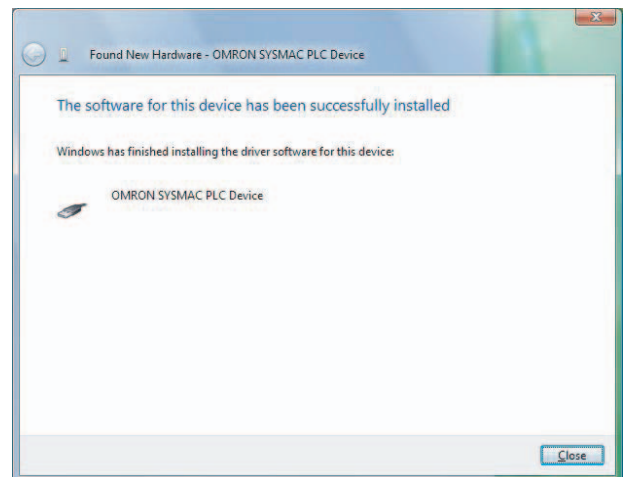 Found New Hardware - OMRON SYSMAC PLC Device
The software for this device has been successfully installed
Windows has finished installing the driver software for this device:
OMRON SYSMAC PLC Device
Close